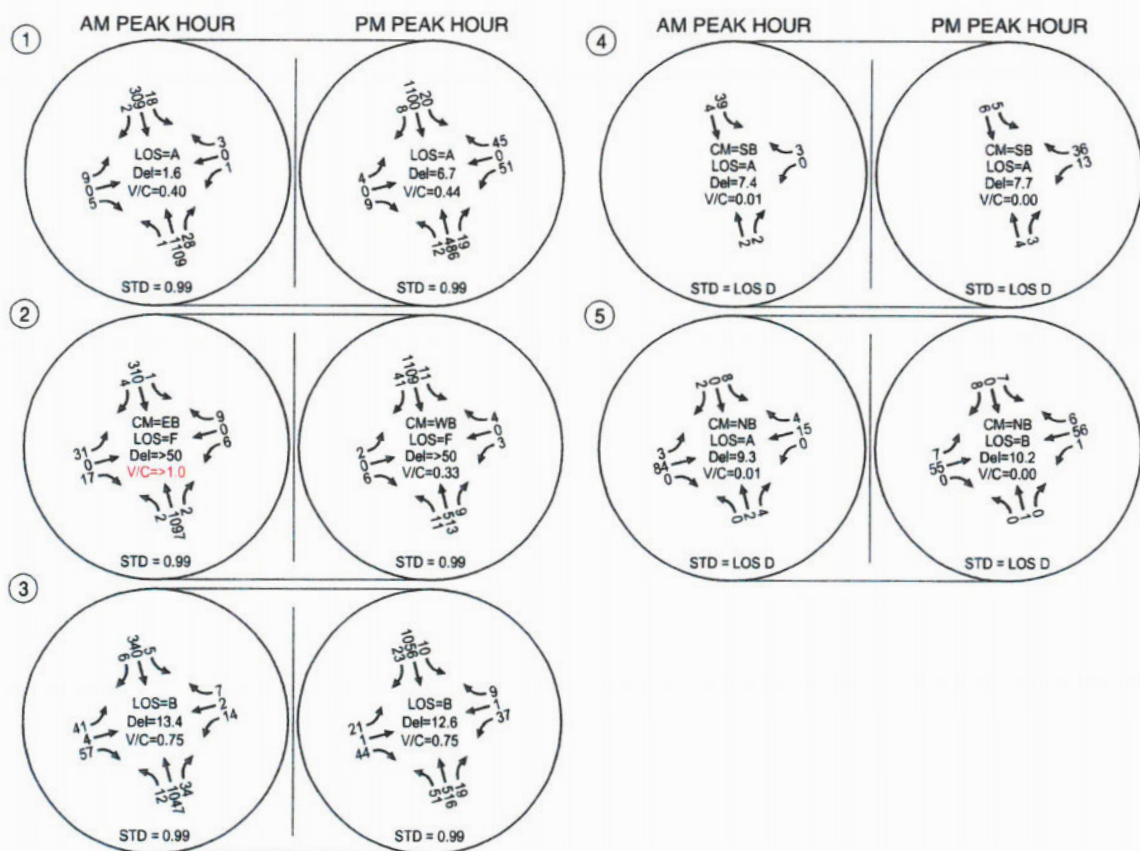 AM PEAK HOUR
PM PEAK HOUR
1
2 309 18
3 0 1
9 0 5
1 1109 28
LOS=A
Del=1.6
V/C=0.40
STD = 0.99
8 1100 20
45 0 51
4 0 9
12 486 19
LOS=A
Del=6.7
V/C=0.44
STD = 0.99
2
4 310 1
9 0 6
31 0 17
2 1097 2
CM=EB
LOS=F
Del=>50
V/C=>1.0
STD = 0.99
41 1109 11
4 0 3
2 0 6
11 513 9
CM=WB
LOS=F
Del=>50
V/C=0.33
STD = 0.99
3
6 340 5
7 2 14
41 4 57
12 1047 34
LOS=B
Del=13.4
V/C=0.75
STD = 0.99
23 1056 10
9 1 37
21 1 44
51 516 19
LOS=B
Del=12.6
V/C=0.75
STD = 0.99
AM PEAK HOUR
PM PEAK HOUR
4
4 39
3 0
2 2
CM=SB
LOS=A
Del=7.4
V/C=0.01
STD = LOS D
6 5
36 13
4 3
CM=SB
LOS=A
Del=7.7
V/C=0.00
STD = LOS D
5
2 0 8
4 15 0
3 84 0
0 2 4
CM=NB
LOS=A
Del=9.3
V/C=0.01
STD = LOS D
8 0 7
6 56 1
7 55 0
0 1 0
CM=NB
LOS=B
Del=10.2
V/C=0.00
STD = LOS D